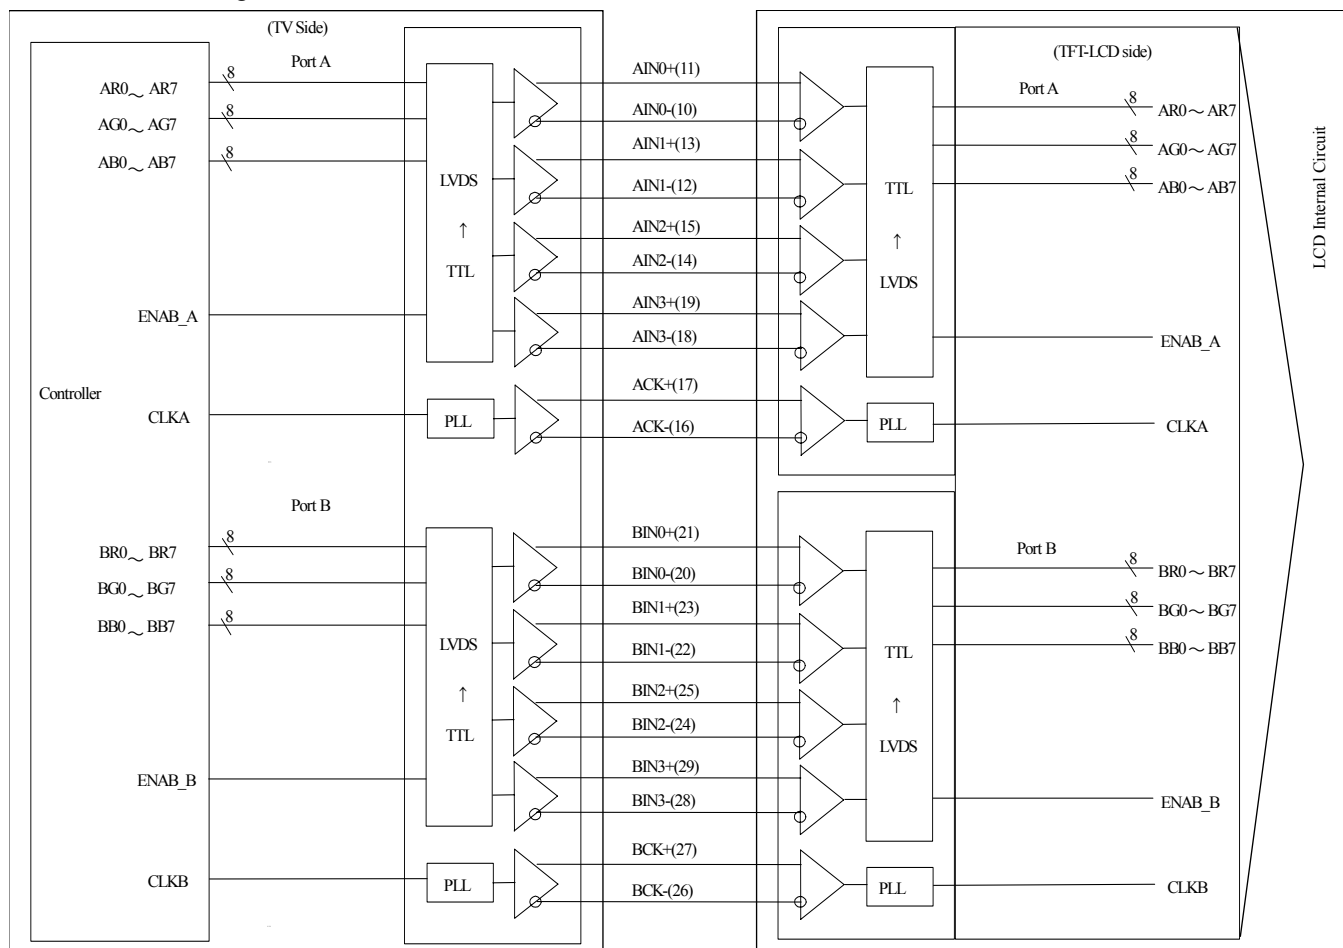 (TV Side)
(TFT-LCD side)
LCD Internal Circuit
Controller
Port A
AR0～AR7
8
AG0～AG7
8
AB0～AB7
8
ENAB_A
CLKA
LVDS
↑
TTL
PLL
AIN0+(11)
AIN0-(10)
AIN1+(13)
AIN1-(12)
AIN2+(15)
AIN2-(14)
AIN3+(19)
AIN3-(18)
ACK+(17)
ACK-(16)
TTL
↑
LVDS
PLL
Port A
8
AR0～AR7
8
AG0～AG7
8
AB0～AB7
ENAB_A
CLKA
Port B
BR0～BR7
8
BG0～BG7
8
BB0～BB7
8
ENAB_B
CLKB
LVDS
↑
TTL
PLL
BIN0+(21)
BIN0-(20)
BIN1+(23)
BIN1-(22)
BIN2+(25)
BIN2-(24)
BIN3+(29)
BIN3-(28)
BCK+(27)
BCK-(26)
TTL
↑
LVDS
PLL
Port B
8
BR0～BR7
8
BG0～BG7
8
BB0～BB7
ENAB_B
CLKB